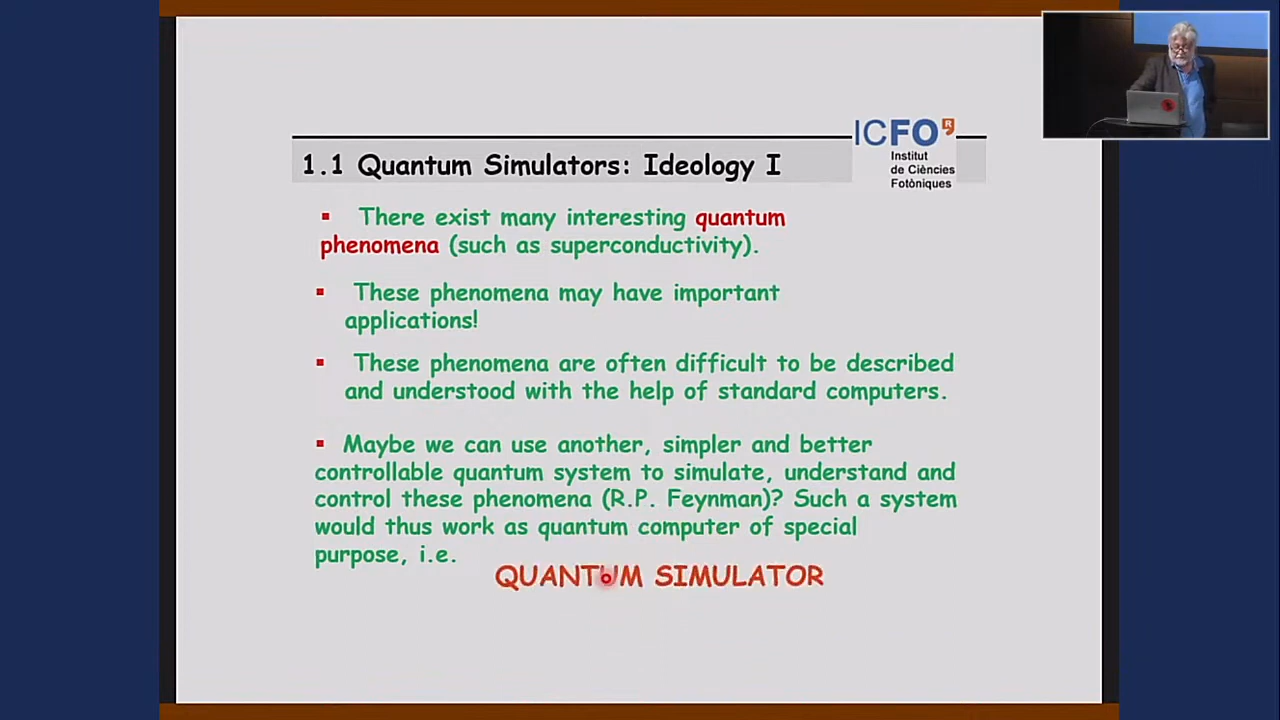 1.1 Quantum Simulators: Ideology I
ICFO R
Institut
de Ciències
Fotòniques
▪ There exist many interesting quantum
phenomena (such as superconductivity).
▪ These phenomena may have important
applications!
▪ These phenomena are often difficult to be described
and understood with the help of standard computers.
▪ Maybe we can use another, simpler and better
controllable quantum system to simulate, understand and
control these phenomena (R.P. Feynman)? Such a system
would thus work as quantum computer of special
purpose, i.e.
QUANTUM SIMULATOR